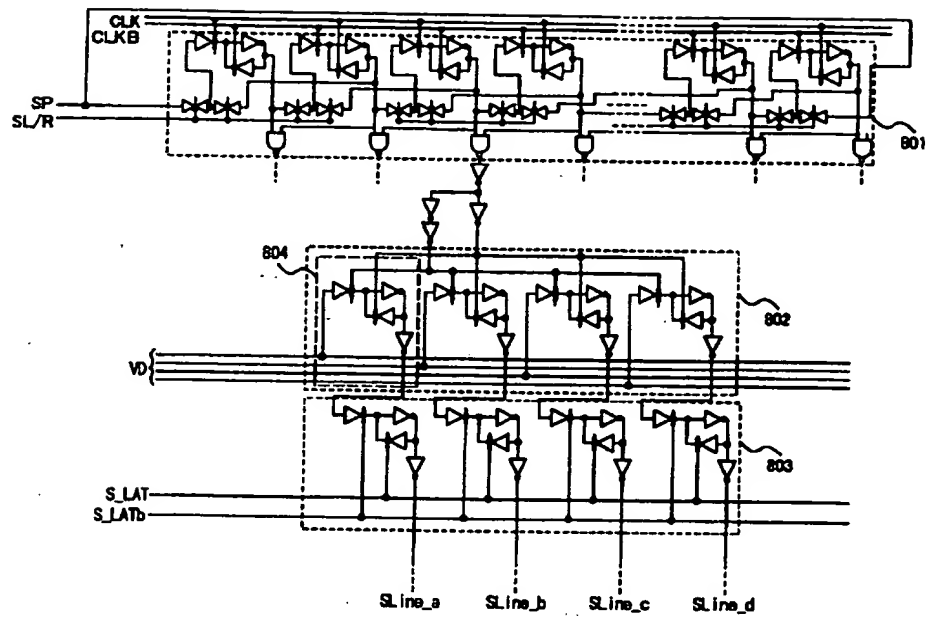 CLK
CLKB
SP
SL/R
801
804
802
VD
803
S_LAT
S_LATb
SLine_a SLine_b SLine_c SLine_d